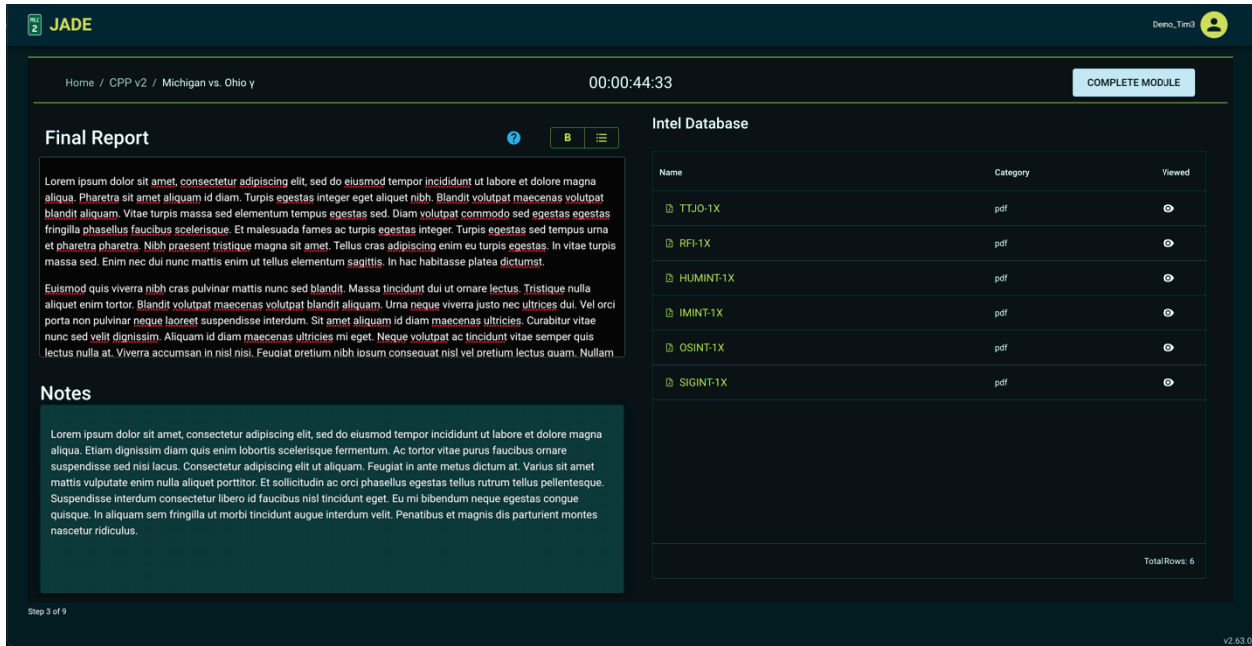 MILE
2
JADE
Demo_Tim3
Home / CPP v2 / Michigan vs. Ohio γ
00:00:44:33
COMPLETE MODULE
Final Report
?
B
Lorem ipsum dolor sit amet, consectetur adipiscing elit, sed do eiusmod tempor incididunt ut labore et dolore magna
aliqua. Pharetra sit amet aliquam id diam. Turpis egestas integer eget aliquet nibh. Blandit volutpat maecenas volutpat
blandit aliquam. Vitae turpis massa sed elementum tempus egestas sed. Diam volutpat commodo sed egestas egestas
fringilla phasellus faucibus scelerisque. Et malesuada fames ac turpis egestas integer. Turpis egestas sed tempus urna
et pharetra pharetra. Nibh praesent tristique magna sit amet. Tellus cras adipiscing enim eu turpis egestas. In vitae turpis
massa sed. Enim nec dui nunc mattis enim ut tellus elementum sagittis. In hac habitasse platea dictumst.
Euismod quis viverra nibh cras pulvinar mattis nunc sed blandit. Massa tincidunt dui ut ornare lectus. Tristique nulla
aliquet enim tortor. Blandit volutpat maecenas volutpat blandit aliquam. Urna neque viverra justo nec ultrices dui. Vel orci
porta non pulvinar neque laoreet suspendisse interdum. Sit amet aliquam id diam maecenas ultricies. Curabitur vitae
nunc sed velit dignissim. Aliquam id diam maecenas ultricies mi eget. Neque volutpat ac tincidunt vitae semper quis
lectus nulla at. Viverra accumsan in nisl nisi. Feugiat pretium nibh ipsum consequat nisl vel pretium lectus quam. Nullam
Notes
Lorem ipsum dolor sit amet, consectetur adipiscing elit, sed do eiusmod tempor incididunt ut labore et dolore magna
aliqua. Etiam dignissim diam quis enim lobortis scelerisque fermentum. Ac tortor vitae purus faucibus ornare
suspendisse sed nisi lacus. Consectetur adipiscing elit ut aliquam. Feugiat in ante metus dictum at. Varius sit amet
mattis vulputate enim nulla aliquet porttitor. Et sollicitudin ac orci phasellus egestas tellus rutrum tellus pellentesque.
Suspendisse interdum consectetur libero id faucibus nisl tincidunt eget. Eu mi bibendum neque egestas congue
quisque. In aliquam sem fringilla ut morbi tincidunt augue interdum velit. Penatibus et magnis dis parturient montes
nascetur ridiculus.
Intel Database
Name Category Viewed
TTJO-1X pdf
RFI-1X pdf
HUMINT-1X pdf
IMINT-1X pdf
OSINT-1X pdf
SIGINT-1X pdf
Total Rows: 6
Step 3 of 9
v2.63.0